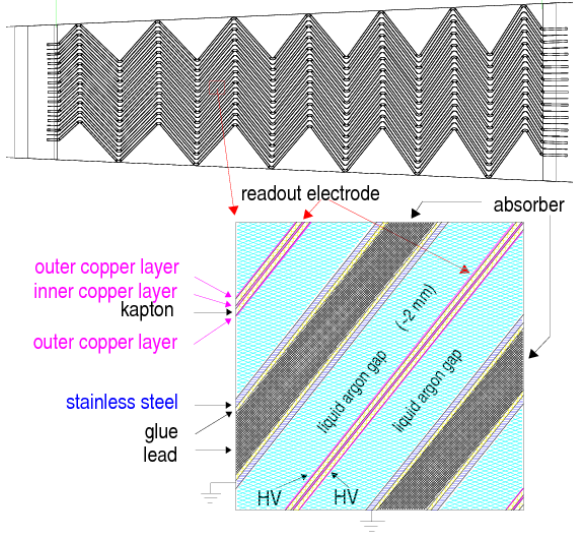 readout electrode
absorber
outer copper layer
inner copper layer
kapton
outer copper layer
(~2 mm)
liquid argon gap
liquid argon gap
stainless steel
glue
lead
HV
HV